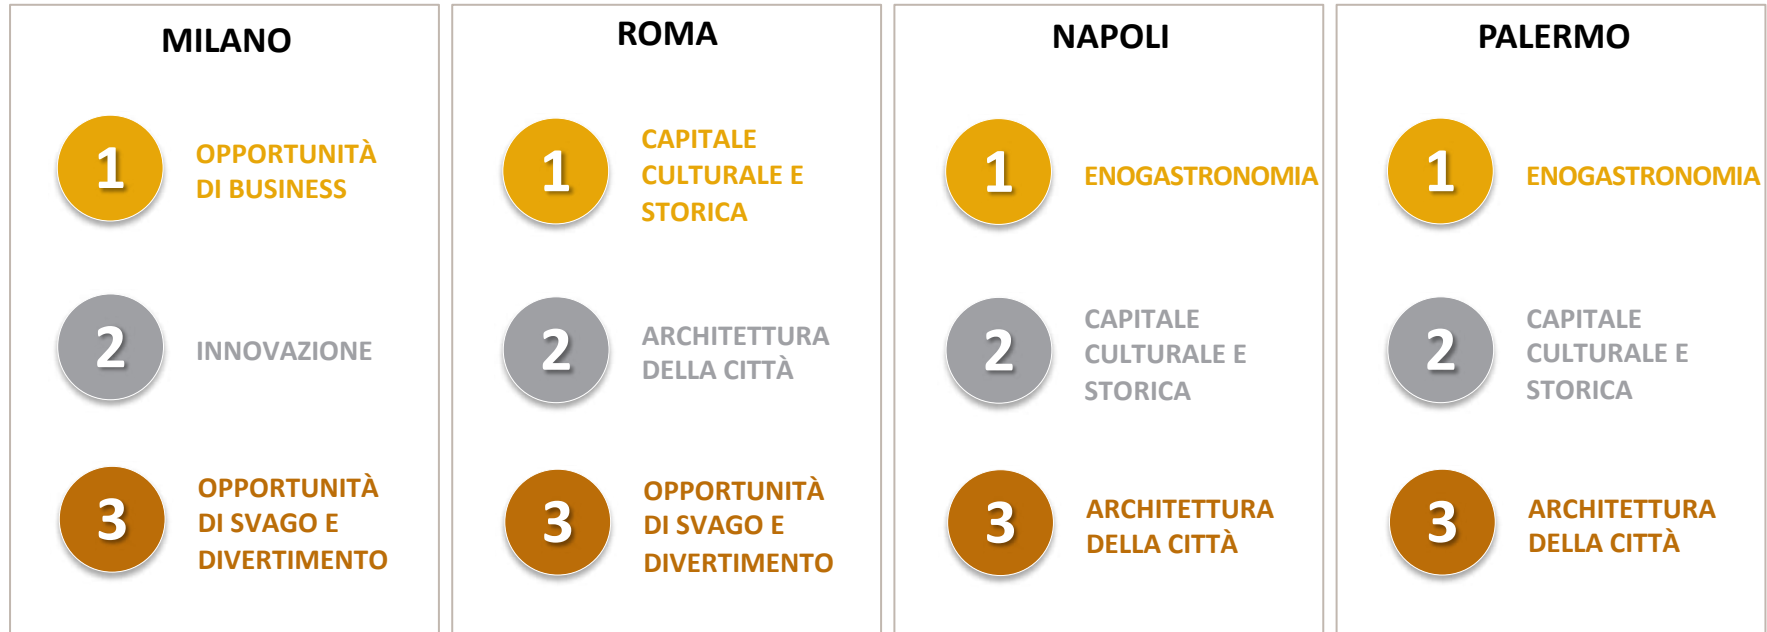 MILANO
1
OPPORTUNITÀ
DI BUSINESS
2
INNOVAZIONE
3
OPPORTUNITÀ
DI SVAGO E
DIVERTIMENTO
ROMA
1
CAPITALE
CULTURALE E
STORICA
2
ARCHITETTURA
DELLA CITTÀ
3
OPPORTUNITÀ
DI SVAGO E
DIVERTIMENTO
NAPOLI
1
ENOGASTRONOMIA
2
CAPITALE
CULTURALE E
STORICA
3
ARCHITETTURA
DELLA CITTÀ
PALERMO
1
ENOGASTRONOMIA
2
CAPITALE
CULTURALE E
STORICA
3
ARCHITETTURA
DELLA CITTÀ